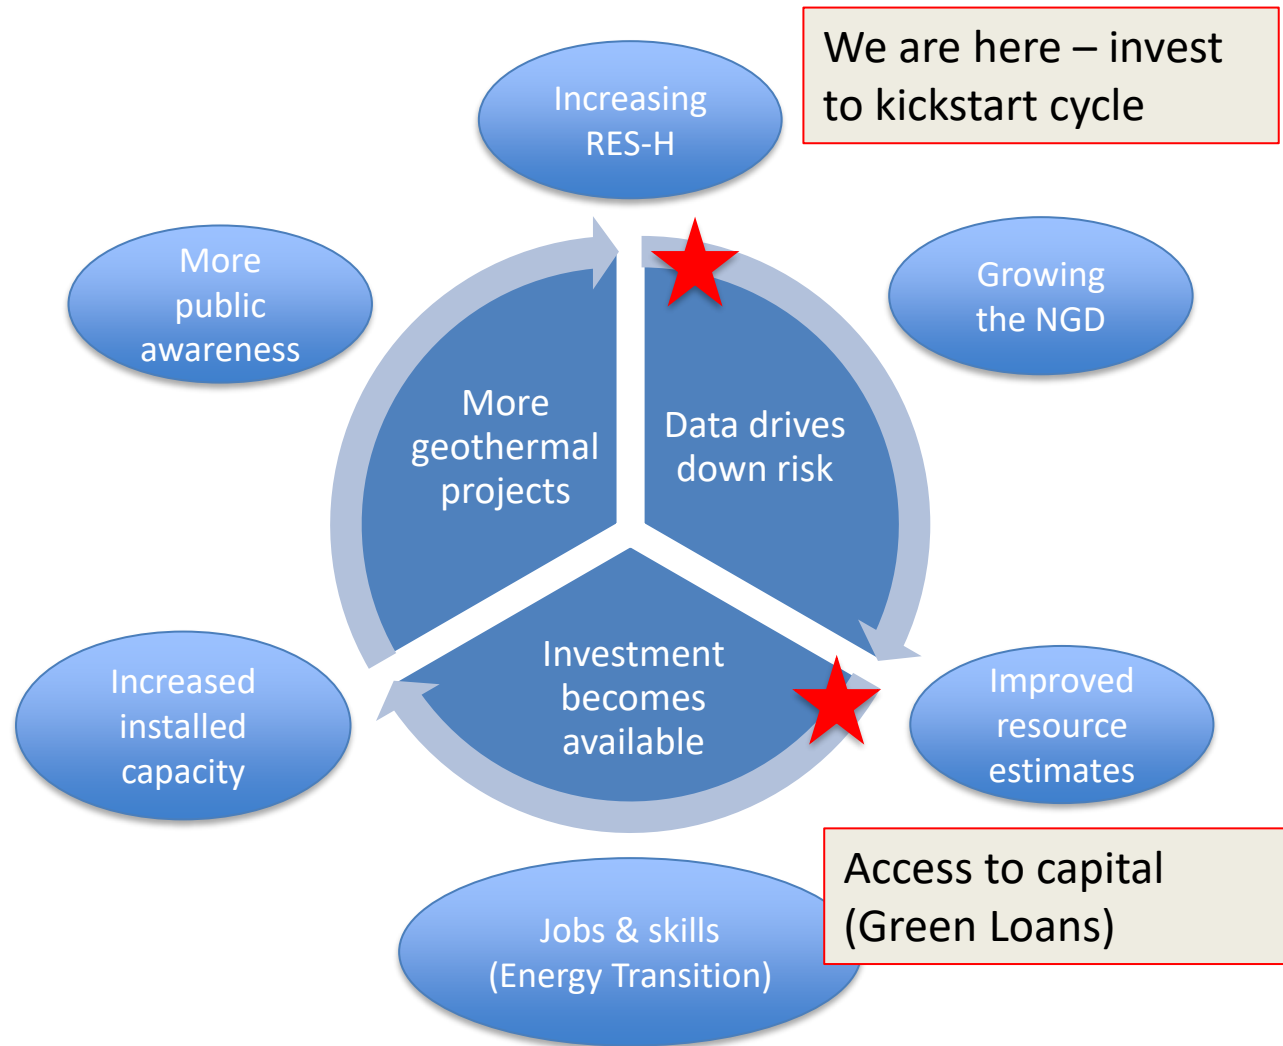 We are here – invest
to kickstart cycle
Increasing
RES-H
More
public
awareness
Growing
the NGD
More
geothermal
projects
Data drives
down risk
Investment
becomes
available
Increased
installed
capacity
Improved
resource
estimates
Access to capital
(Green Loans)
Jobs & skills
(Energy Transition)